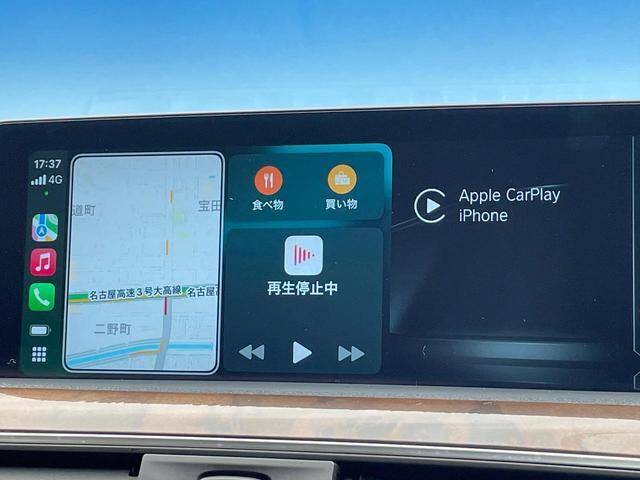 17:37
4G
道町
宝田
名古屋高速3号大高線
名古屋
二野町
食べ物
買い物
再生停止中
Apple CarPlay
iPhone